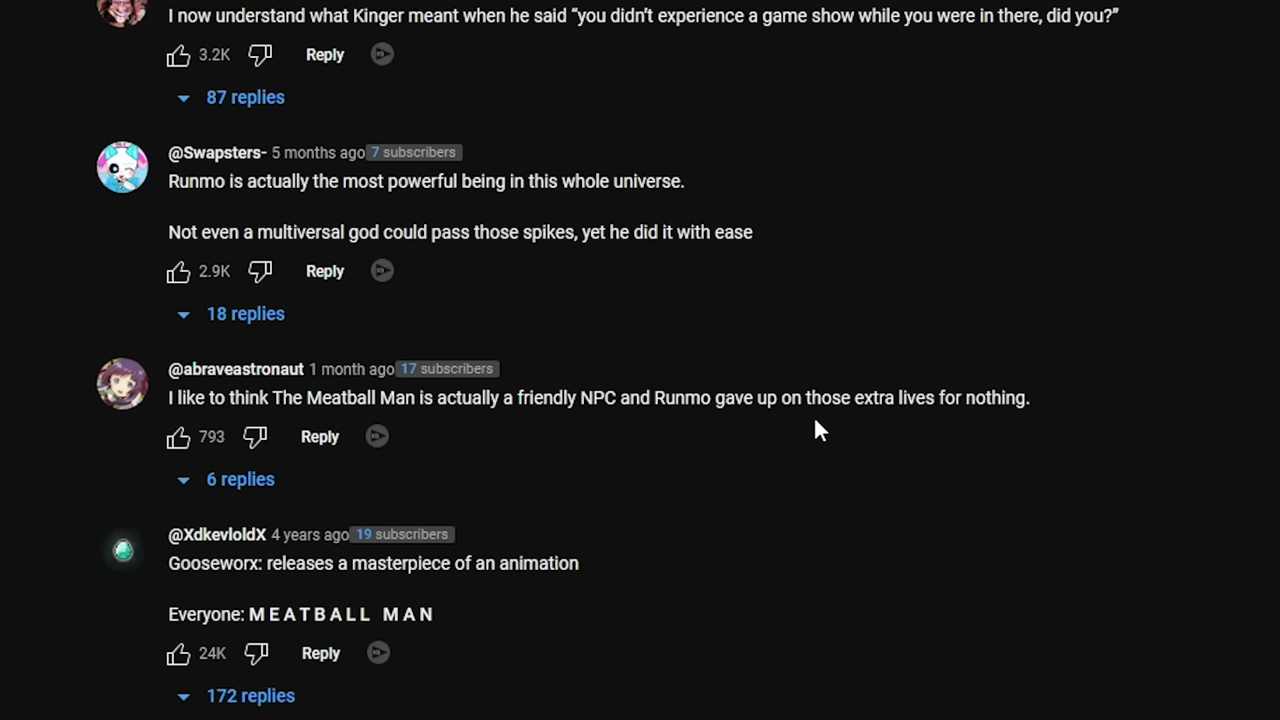 I now understand what Kinger meant when he said “you didn’t experience a game show while you were in there, did you?”
3.2K Reply
87 replies
@Swapsters- 5 months ago 7 subscribers
Runmo is actually the most powerful being in this whole universe.
Not even a multiversal god could pass those spikes, yet he did it with ease
2.9K Reply
18 replies
@abraveastronaut 1 month ago 17 subscribers
I like to think The Meatball Man is actually a friendly NPC and Runmo gave up on those extra lives for nothing.
793 Reply
6 replies
@XdkevloldX 4 years ago 19 subscribers
Gooseworx: releases a masterpiece of an animation
Everyone: M E A T B A L L M A N
24K Reply
172 replies